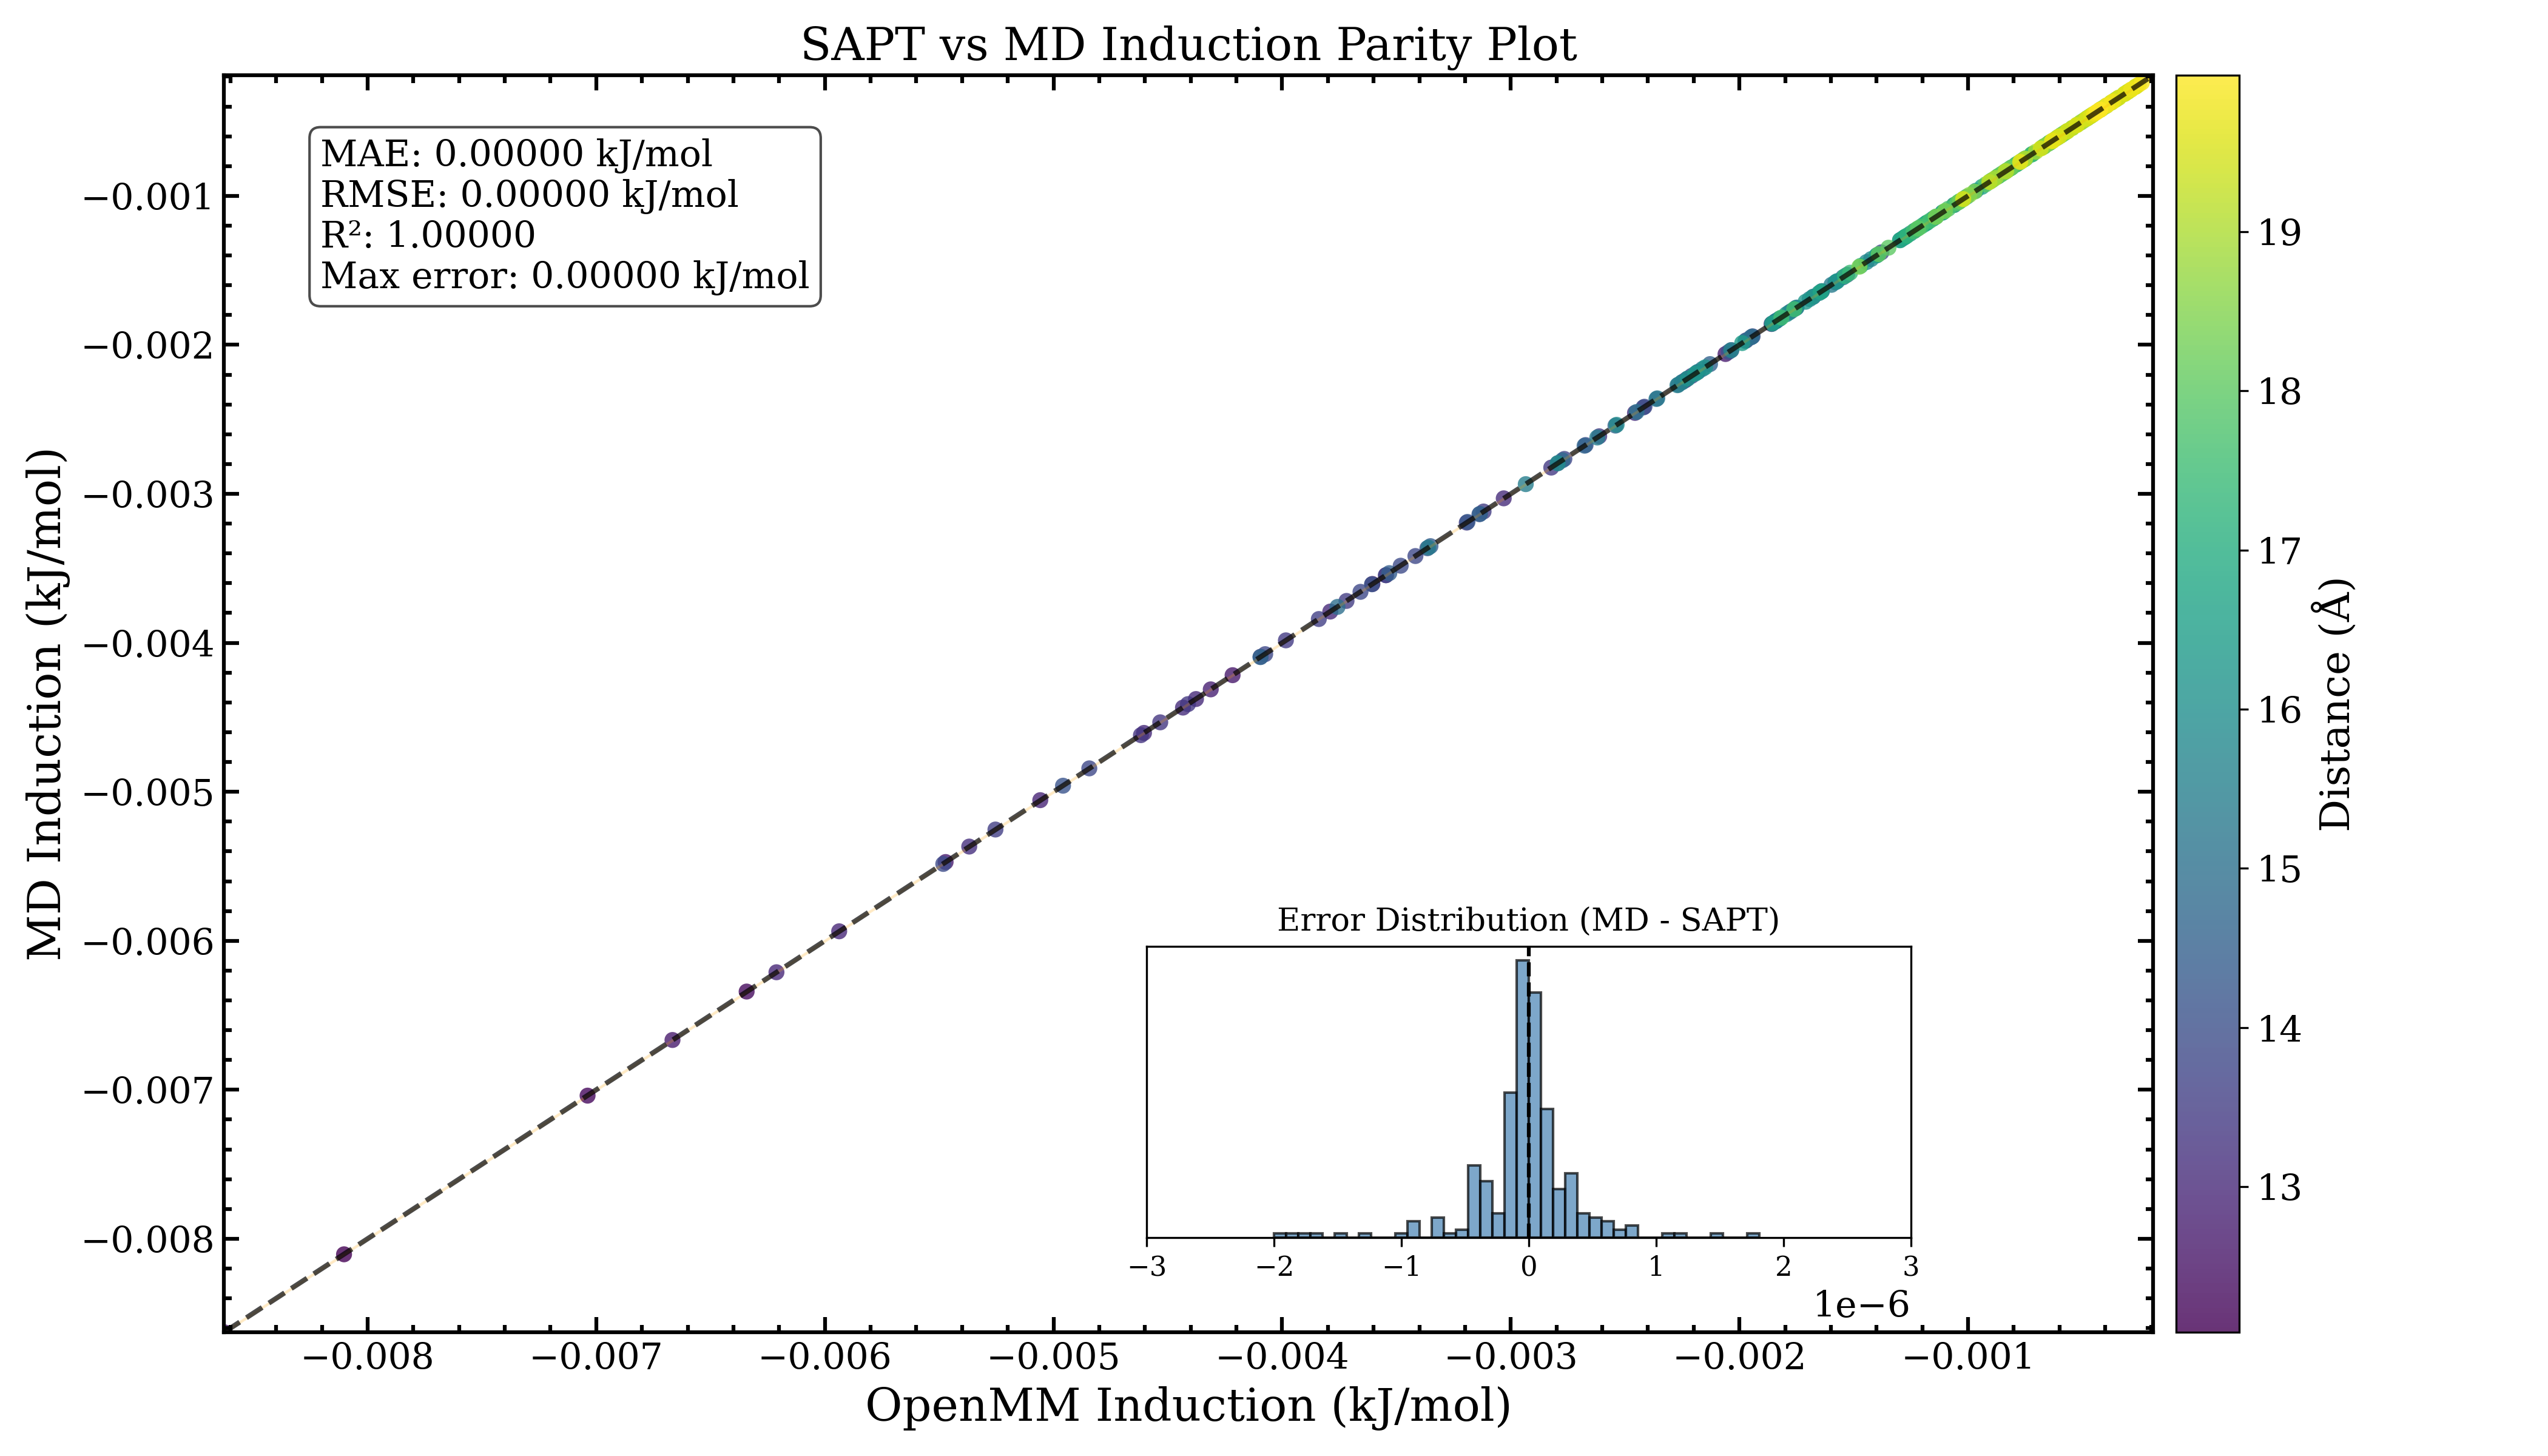 SAPT vs MD Induction Parity Plot
MAE: 0.00000 kJ/mol
RMSE: 0.00000 kJ/mol
R²: 1.00000
Max error: 0.00000 kJ/mol
MD Induction (kJ/mol)
−0.001
−0.002
−0.003
−0.004
−0.005
−0.006
−0.007
−0.008
Error Distribution (MD - SAPT)
−3 −2 −1 0 1 2 3
1e−6
−0.008 −0.007 −0.006 −0.005 −0.004 −0.003 −0.002 −0.001
OpenMM Induction (kJ/mol)
19
18
17
16
15
14
13
Distance (Å)